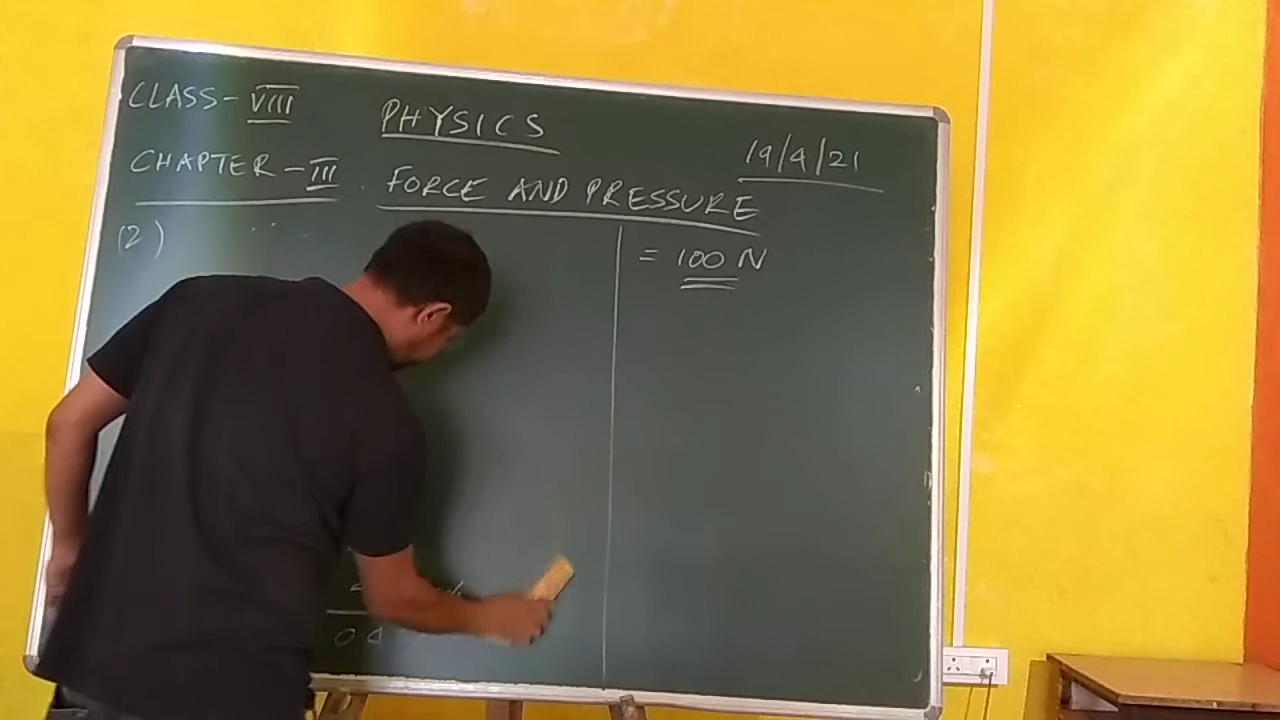 CLASS- VIII
PHYSICS
19/4/21
CHAPTER - III
FORCE AND PRESSURE
(2)
= 100 N